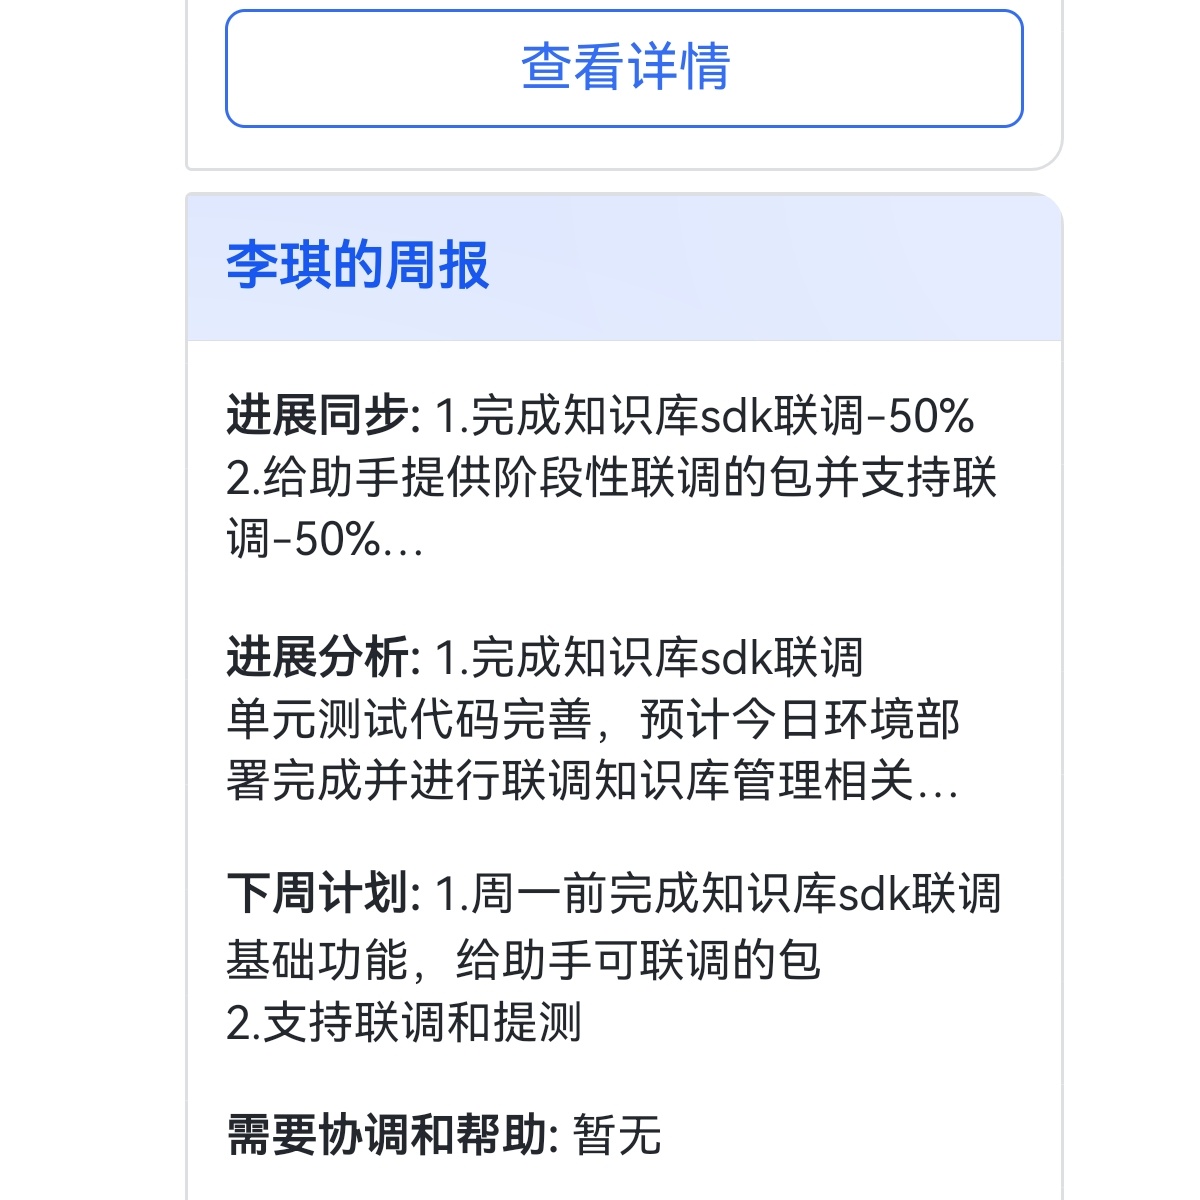 查看详情
李琪的周报
进展同步: 1.完成知识库sdk联调-50%
2.给助手提供阶段性联调的包并支持联
调-50%...
进展分析: 1.完成知识库sdk联调
单元测试代码完善，预计今日环境部
署完成并进行联调知识库管理相关...
下周计划: 1.周一前完成知识库sdk联调
基础功能，给助手可联调的包
2.支持联调和提测
需要协调和帮助: 暂无